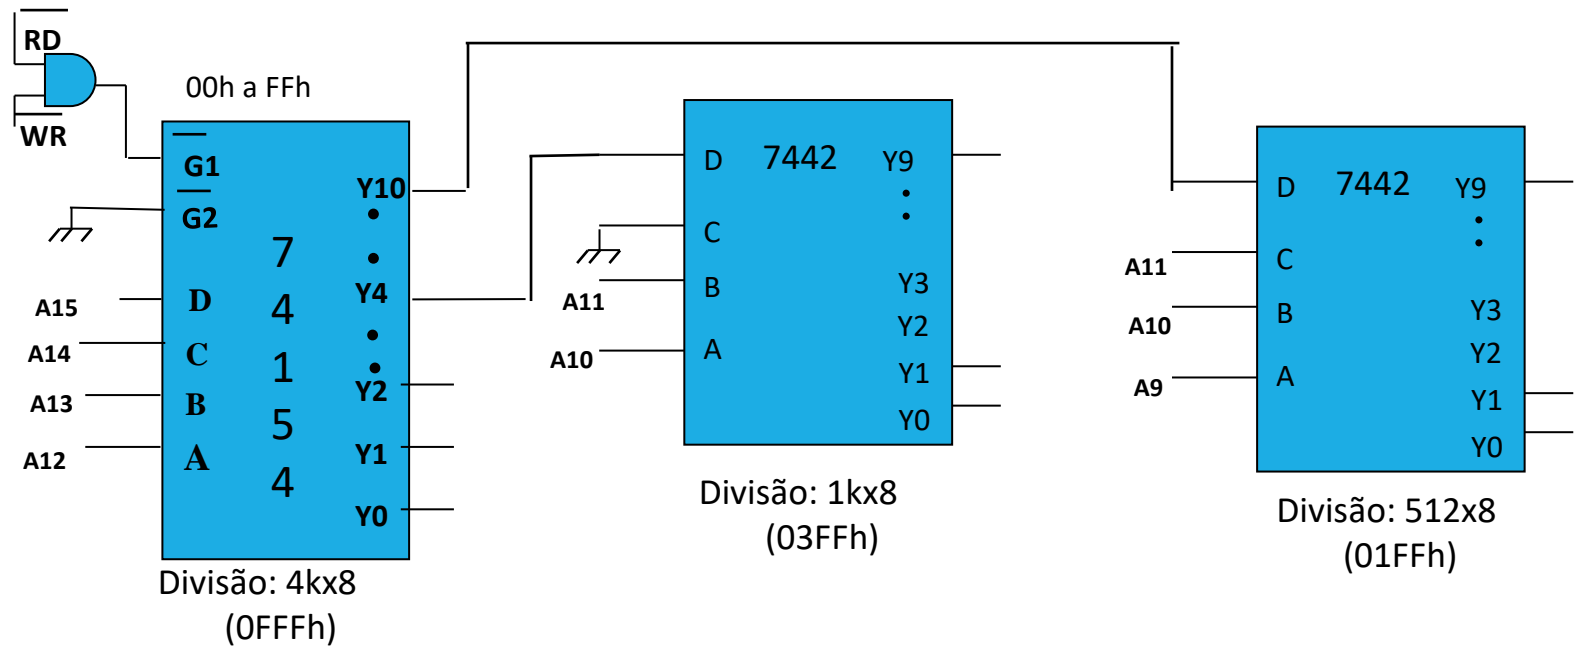 RD
WR
00h a FFh
G1
G2
D
C
B
A
7
4
1
5
4
Y10
Y4
Y2
Y1
Y0
A15
A14
A13
A12
Divisão: 4kx8
(0FFFh)
D
C
B
A
7442
Y9
Y3
Y2
Y1
Y0
A11
A10
Divisão: 1kx8
(03FFh)
D
C
B
A
7442
Y9
Y3
Y2
Y1
Y0
A11
A10
A9
Divisão: 512x8
(01FFh)